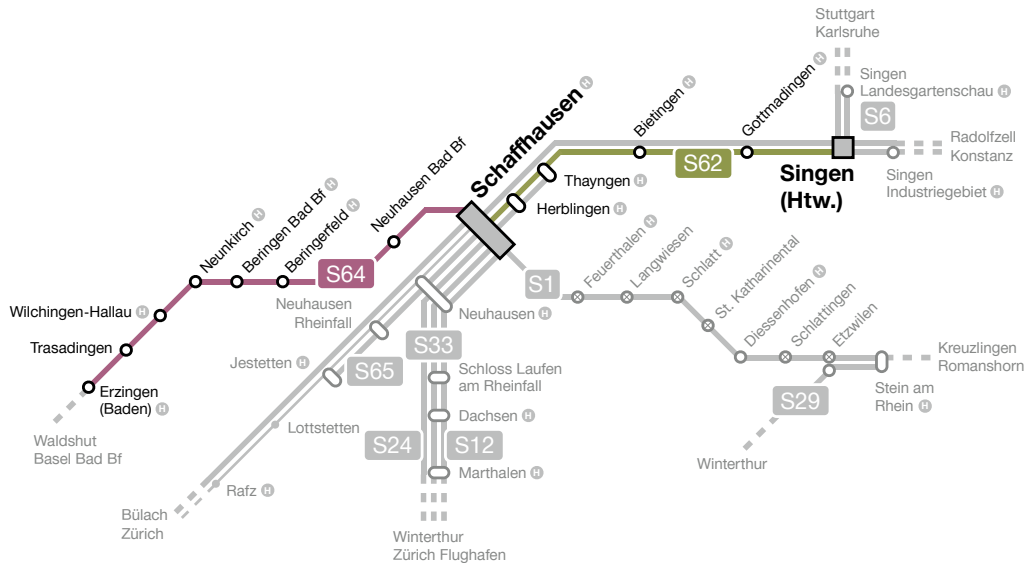 Stuttgart
Karlsruhe
Singen
Landesgartenschau H
S6
Radolfzell
Konstanz
Singen
Industriegebiet H
Singen
(Htw.)
Gottmadingen H
S62
Bietingen H
Thayngen H
Herblingen H
Schaffhausen H
Neuhausen Bad Bf
S64
Beringerfeld H
Beringen Bad Bf H
Neunkirch H
Wilchingen-Hallau H
Trasadingen
Erzingen
(Baden) H
Waldshut
Basel Bad Bf
Neuhausen
Rheinfall
Jestetten H
S65
Lottstetten
Rafz H
Bülach
Zürich
Neuhausen H
S33
Schloss Laufen
am Rheinfall
Dachsen H
S24
S12
Marthalen H
Winterthur
Zürich Flughafen
S1
Feuerthalen H
Langwiesen
Schlatt H
St. Katharinental
Diessenhofen H
Schlattingen
Etzwilen
Kreuzlingen
Romanshorn
Stein am
Rhein H
S29
Winterthur